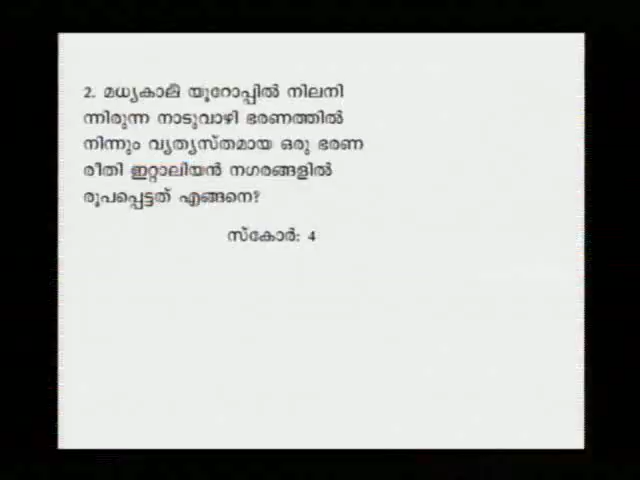 2. മധ്യകാല യൂറോപ്പിൽ നിലനി
ന്നിരുന്ന നാടുവാഴി ഭരണത്തിൽ
നിന്നും വ്യത്യസ്തമായ ഒരു ഭരണ
രീതി ഇറ്റാലിയൻ നഗരങ്ങളിൽ
രൂപപ്പെട്ടത് എങ്ങനെ?
സ്കോർ: 4